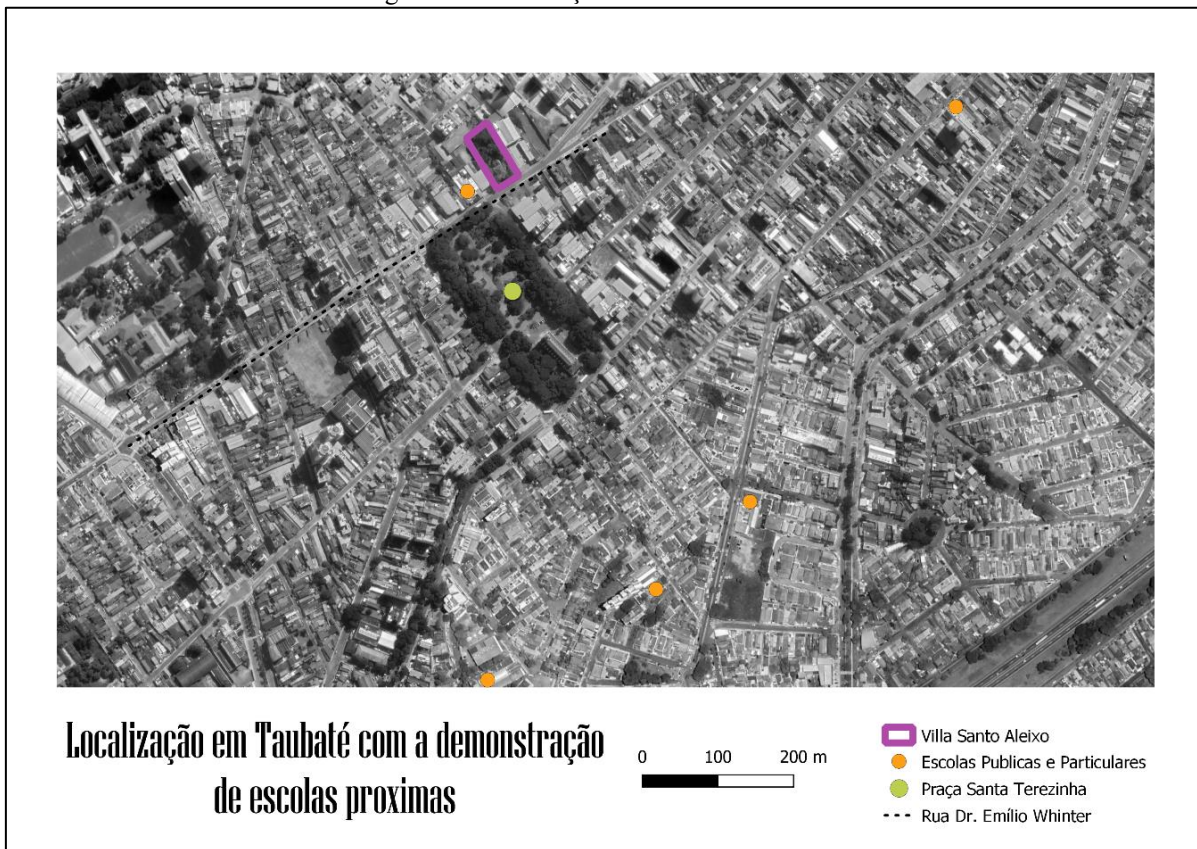 Localização em Taubaté com a demonstração
de escolas proximas
0 100 200 m
Villa Santo Aleixo
Escolas Publicas e Particulares
Praça Santa Terezinha
Rua Dr. Emílio Whinter